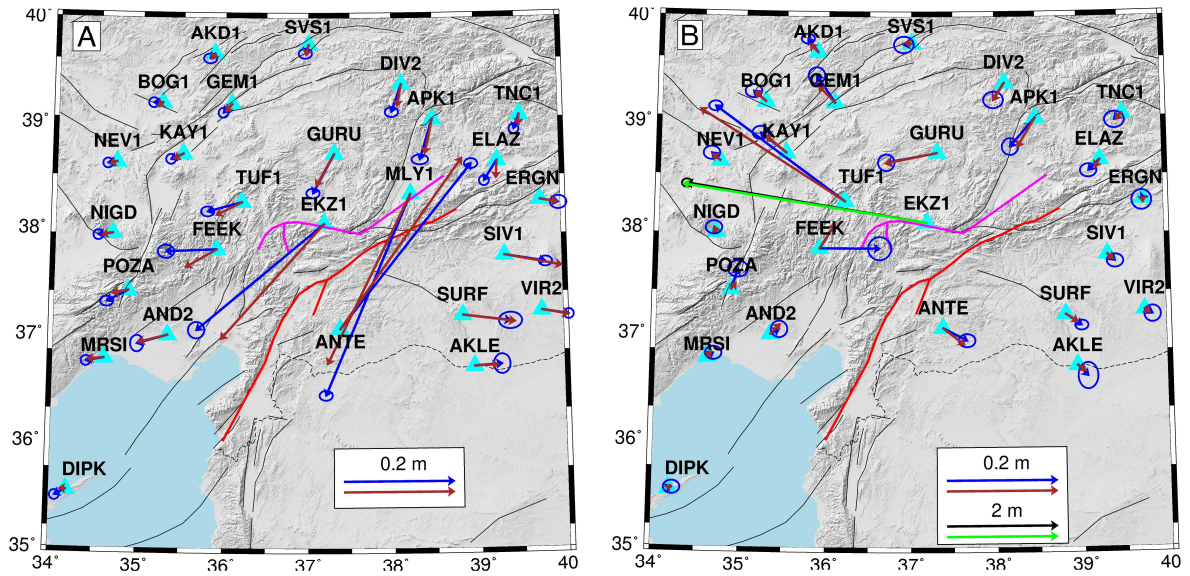 A
40°
39°
38°
37°
36°
35°
34
35
36
37
38
39
40
AKD1
SVS1
BOG1
GEM1
DIV2
APK1
TNC1
NEV1
KAY1
GURU
ELAZ
MLY1
ERGN
TUF1
EKZ1
NIGD
FEEK
SIV1
POZA
SURF
VIR2
AND2
ANTE
MRSI
AKLE
DIPK
0.2 m
B
40°
39°
38°
37°
36°
35°
34
35
36
37
38
39
40
AKD1
SVS1
BOG1
GEM1
DIV2
APK1
TNC1
NEV1
KAY1
GURU
ELAZ
ERGN
TUF1
EKZ1
NIGD
FEEK
SIV1
POZA
SURF
VIR2
AND2
ANTE
MRSI
AKLE
DIPK
0.2 m
2 m